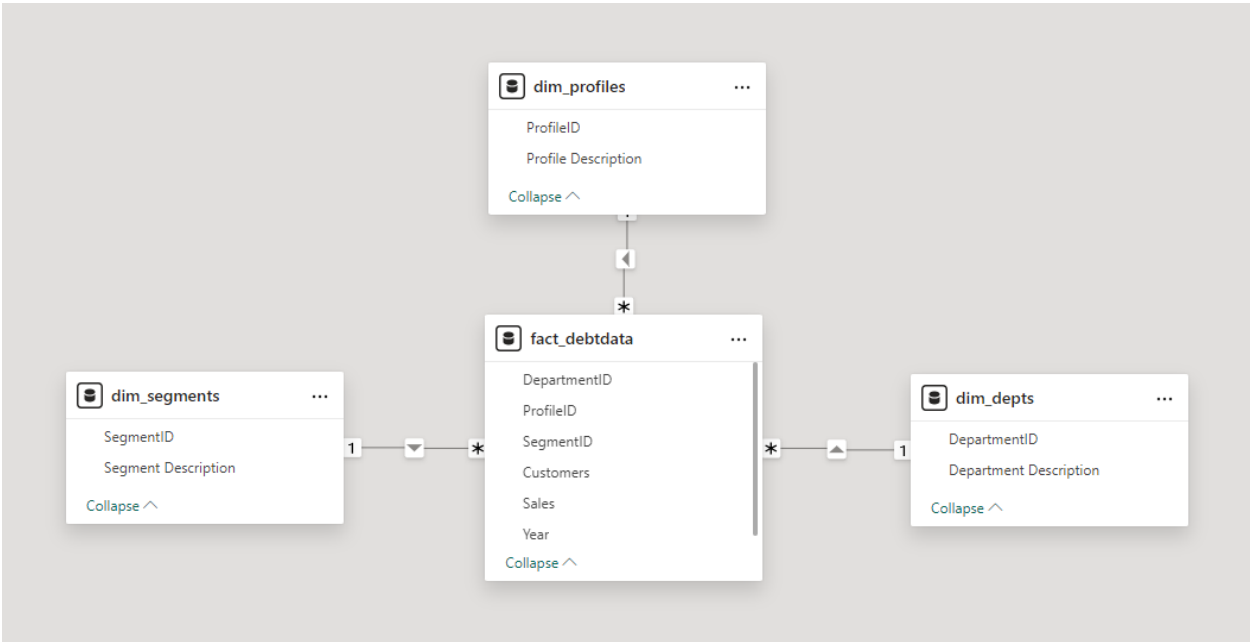 dim_profiles
ProfileID
Profile Description
Collapse
*
fact_debtdata
DepartmentID
ProfileID
SegmentID
Customers
Sales
Year
Collapse
dim_segments
SegmentID
Segment Description
Collapse
1
*
dim_depts
DepartmentID
Department Description
Collapse
*
1